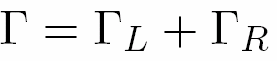 Γ = Γ_L + Γ_R